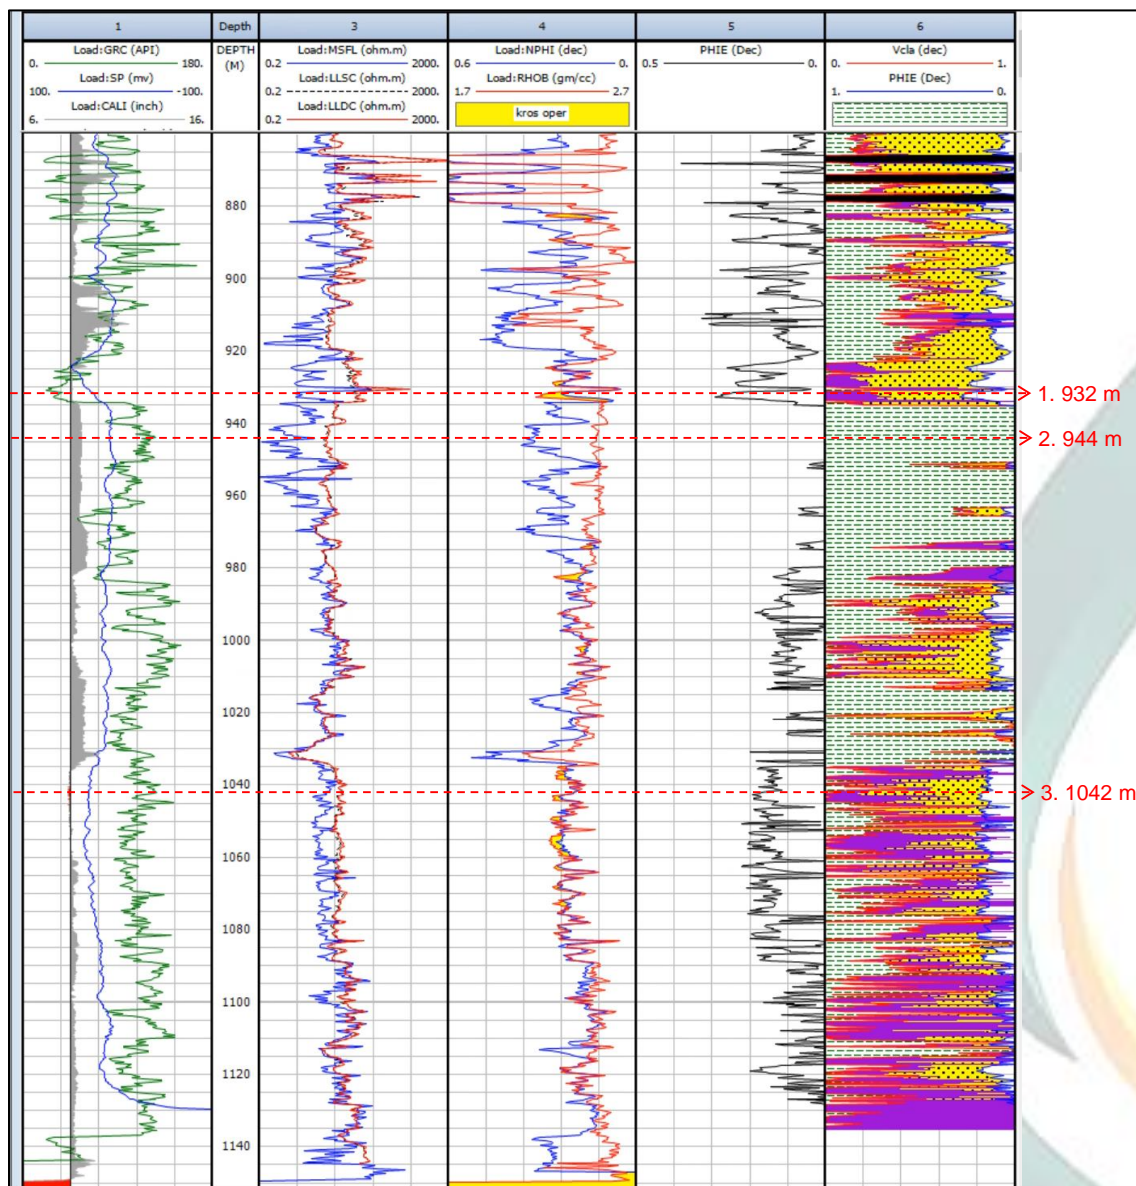 1
Depth
3
4
5
6
Load:GRC (API)
0. 180.
Load:SP (mv)
100. -100.
Load:CALI (inch)
6. 16.
DEPTH
(M)
Load:MSFL (ohm.m)
0.2 2000.
Load:LLSC (ohm.m)
0.2 2000.
Load:LLDC (ohm.m)
0.2 2000.
Load:NPHI (dec)
0.6 0.
Load:RHOB (gm/cc)
1.7 2.7
kros oper
PHIE (Dec)
0.5 0.
Vcla (dec)
0. 1.
PHIE (Dec)
1. 0.
880
900
920
1. 932 m
940
2. 944 m
960
980
1000
1020
1040
3. 1042 m
1060
1080
1100
1120
1140